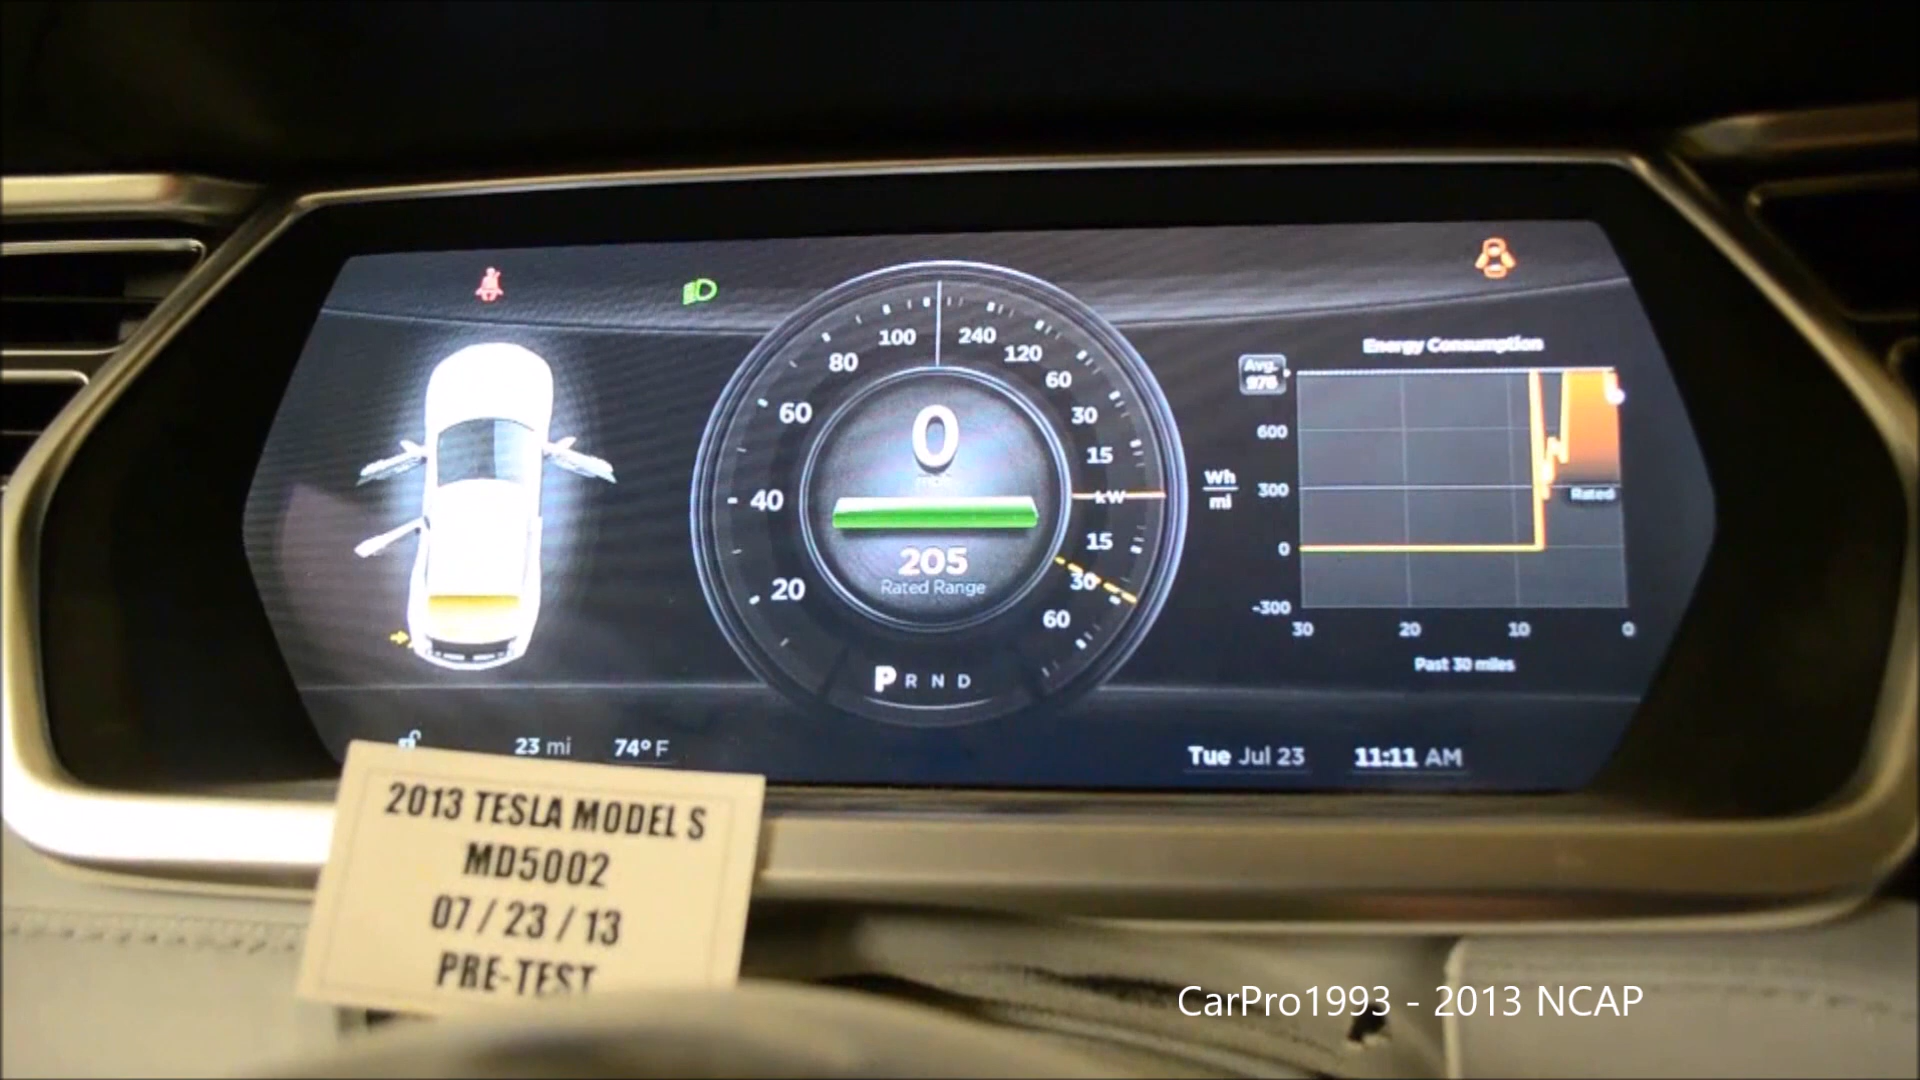 Energy Consumption
Avg.
976
600
300
0
-300
Wh
mi
Rated
30 20 10 0
Past 30 miles
20
40
60
80
100
240
120
60
30
15
kW
15
30
60
0
mph
205
Rated Range
P R N D
23 mi 74° F
Tue Jul 23 11:11 AM
2013 TESLA MODEL S
MD5002
07 / 23 / 13
PRE-TEST
CarPro1993 - 2013 NCAP